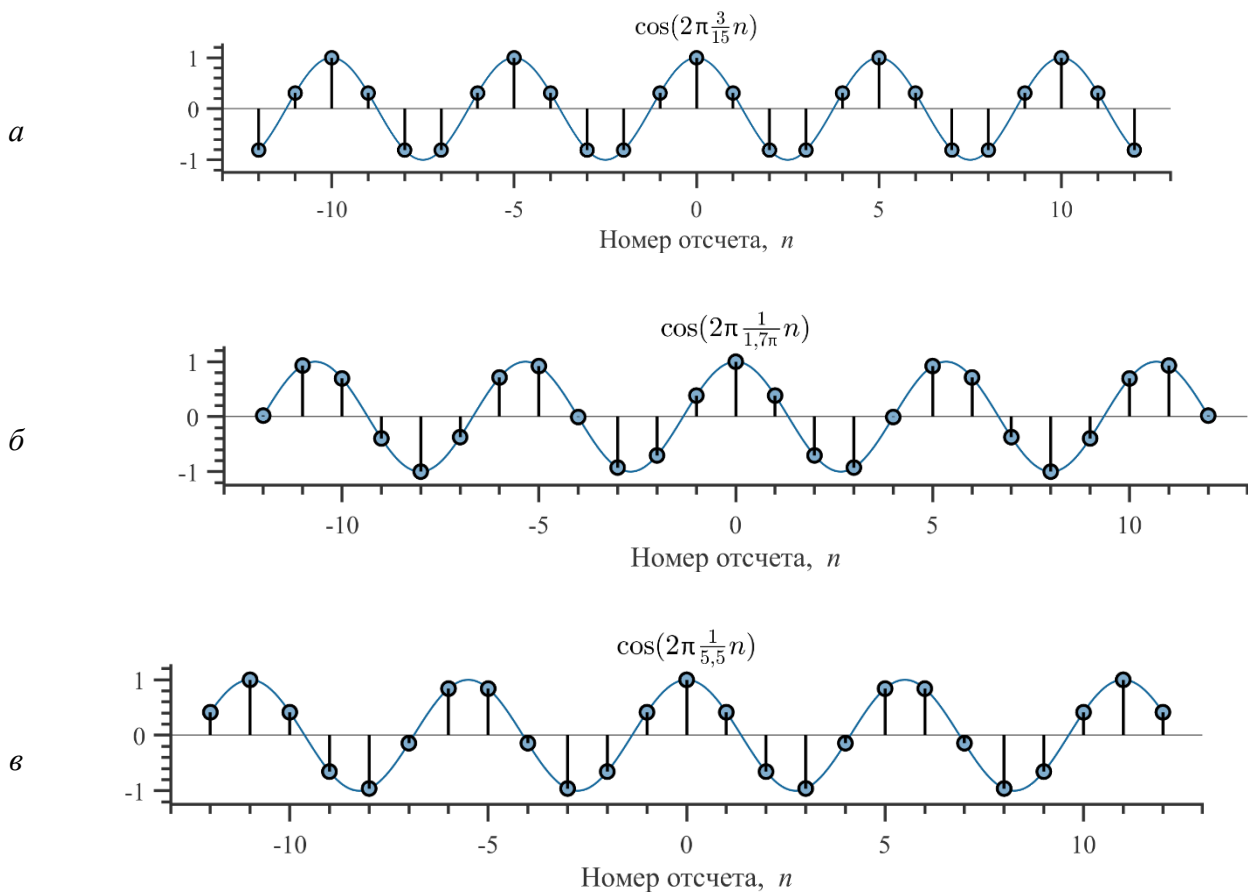 cos(2π 3/15 n)
а
1
0
-1
-10 -5 0 5 10
Номер отсчета, n
cos(2π 1/1,7π n)
б
1
0
-1
-10 -5 0 5 10
Номер отсчета, n
cos(2π 1/5,5 n)
в
1
0
-1
-10 -5 0 5 10
Номер отсчета, n